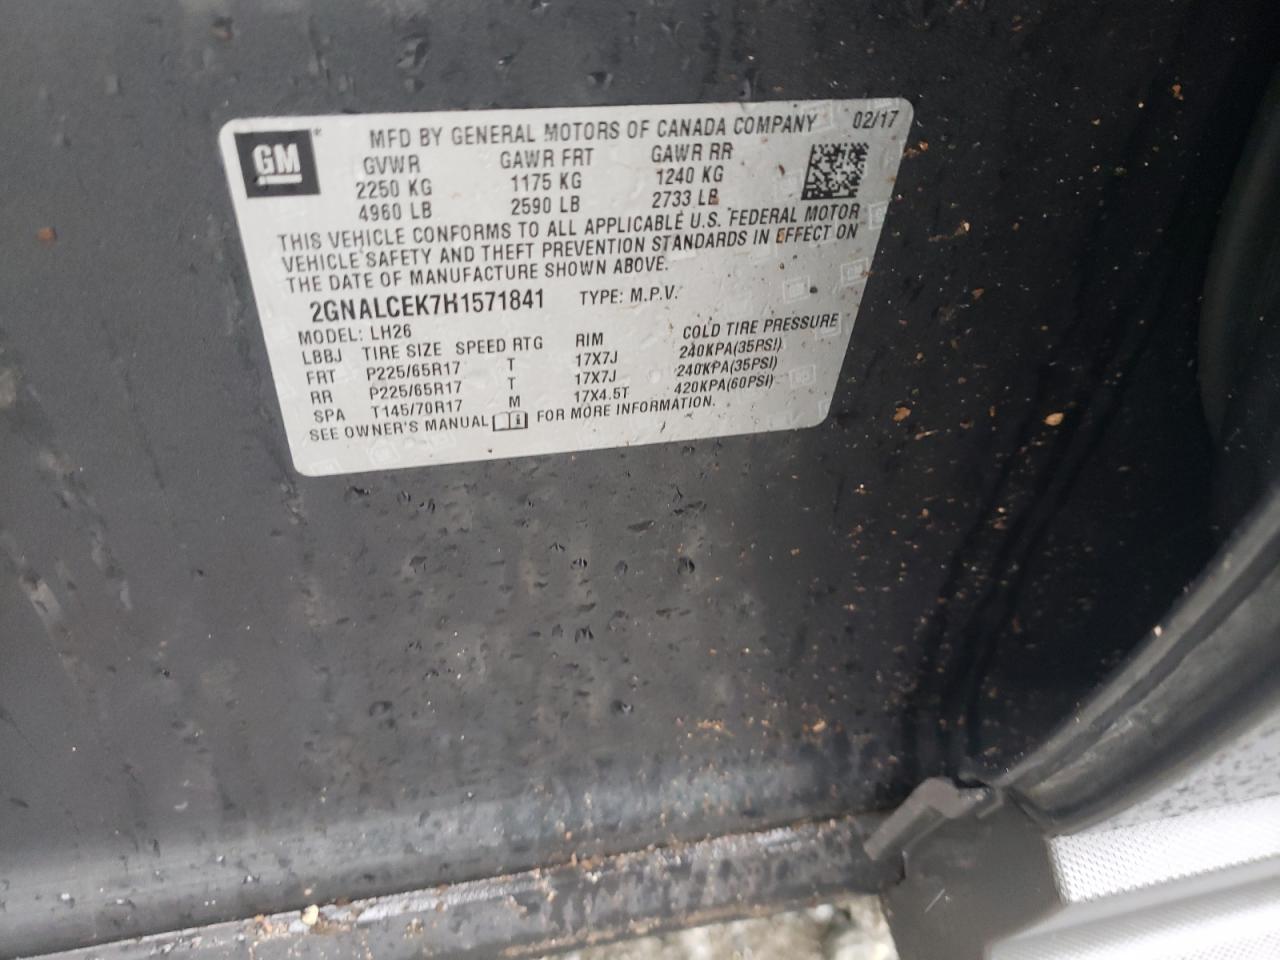 GM
MFD BY GENERAL MOTORS OF CANADA COMPANY 02/17
GVWR GAWR FRT GAWR RR
2250 KG 1175 KG 1240 KG
4960 LB 2590 LB 2733 LB
THIS VEHICLE CONFORMS TO ALL APPLICABLE U.S. FEDERAL MOTOR
VEHICLE SAFETY AND THEFT PREVENTION STANDARDS IN EFFECT ON
THE DATE OF MANUFACTURE SHOWN ABOVE.
2GNALCEK7H1571841 TYPE: M.P.V.
MODEL: LH26
LBBJ TIRE SIZE SPEED RTG RIM COLD TIRE PRESSURE
FRT P225/65R17 T 17X7J 240KPA(35PSI)
RR P225/65R17 T 17X7J 240KPA(35PSI)
SPA T145/70R17 M 17X4.5T 420KPA(60PSI)
SEE OWNER'S MANUAL FOR MORE INFORMATION.